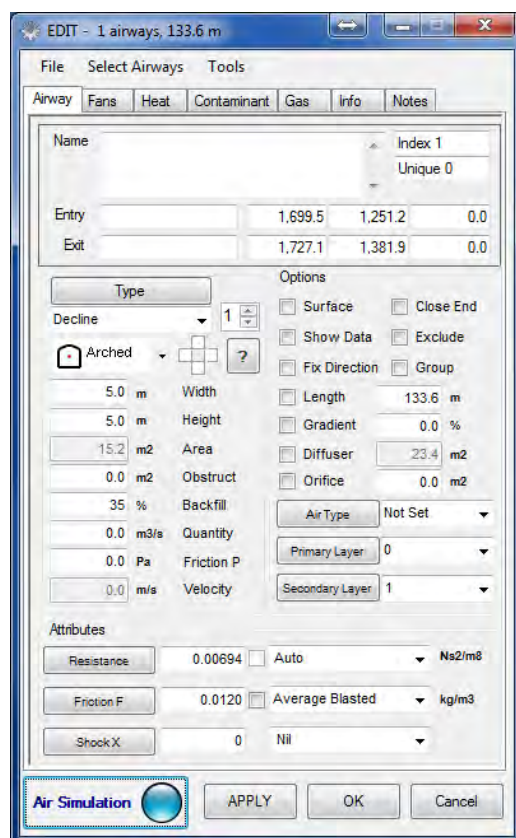 EDIT - 1 airways, 133.6 m
File Select Airways Tools
Airway Fans Heat Contaminant Gas Info Notes
Name Index 1
Unique 0
Entry 1,699.5 1,251.2 0.0
Exit 1,727.1 1,381.9 0.0
Type
Decline 1
Arched ?
5.0 m Width
5.0 m Height
15.2 m2 Area
0.0 m2 Obstruct
35 % Backfill
0.0 m3/s Quantity
0.0 Pa Friction P
0.0 m/s Velocity
Options
Surface Close End
Show Data Exclude
Fix Direction Group
Length 133.6 m
Gradient 0.0 %
Diffuser 23.4 m2
Orifice 0.0 m2
Air Type Not Set
Primary Layer 0
Secondary Layer 1
Attributes
Resistance 0.00694 Auto Ns2/m8
Friction F 0.0120 Average Blasted kg/m3
Shock X 0 Nil
Air Simulation APPLY OK Cancel